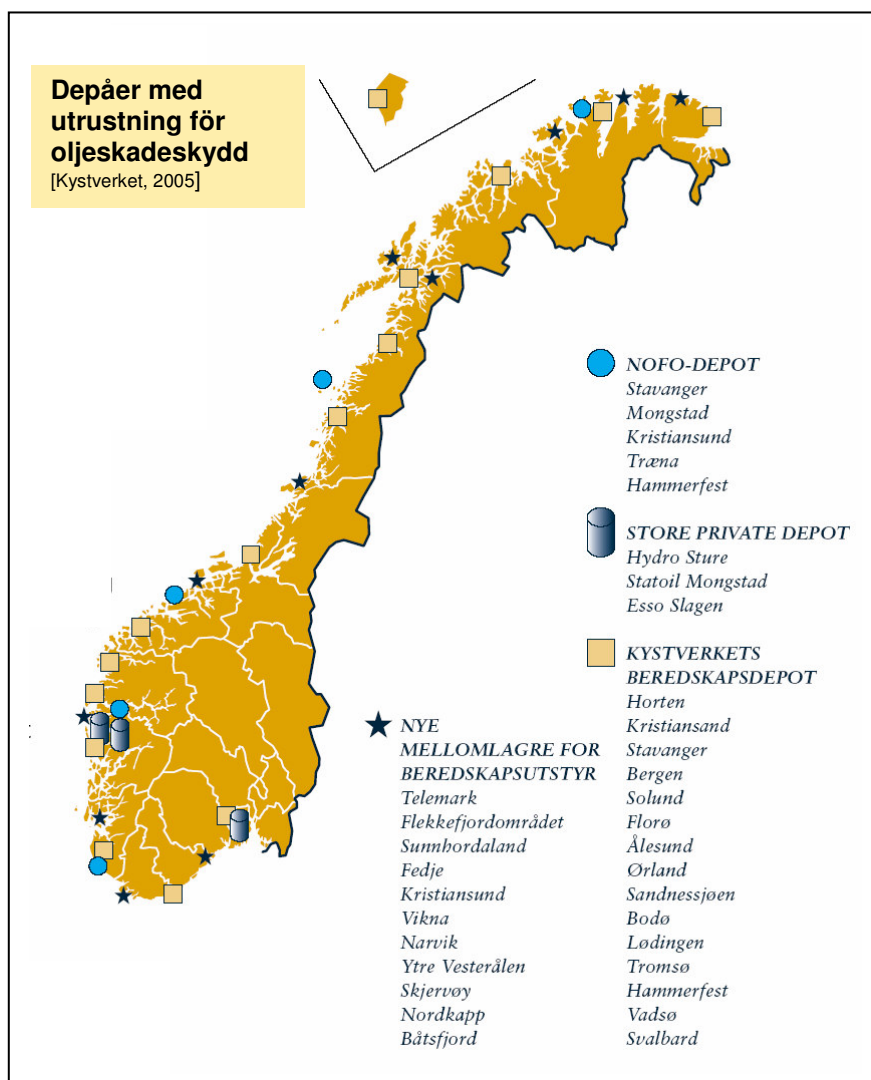 Depåer med
utrustning för
oljeskadeskydd
[Kystverket, 2005]
NOFO-DEPOT
Stavanger
Mongstad
Kristiansund
Træna
Hammerfest
STORE PRIVATE DEPOT
Hydro Sture
Statoil Mongstad
Esso Slagen
KYSTVERKETS
BEREDSKAPSDEPOT
Horten
Kristiansand
Stavanger
Bergen
Solund
Florø
Ålesund
Ørland
Sandnessjøen
Bodø
Lødingen
Tromsø
Hammerfest
Vadsø
Svalbard
NYE
MELLOMLAGRE FOR
BEREDSKAPSUTSTYR
Telemark
Flekkefjordområdet
Sunnhordaland
Fedje
Kristiansund
Vikna
Narvik
Ytre Vesterålen
Skjervøy
Nordkapp
Båtsfjord